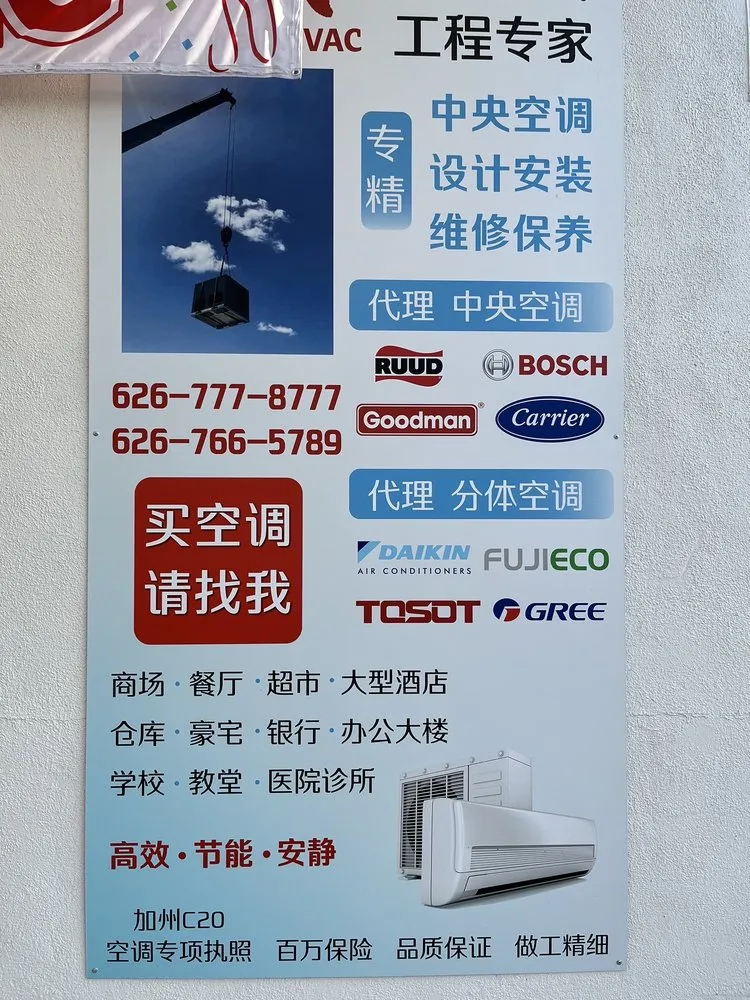 VAC
工程专家
专精
中央空调
设计安装
维修保养
代理 中央空调
RUUD
BOSCH
Goodman®
Carrier
626-777-8777
626-766-5789
代理 分体空调
买空调
请找我
DAIKIN
AIR CONDITIONERS
FUJIECO
TOSOT
GREE
商场·餐厅·超市·大型酒店
仓库·豪宅·银行·办公大楼
学校·教堂·医院诊所
高效·节能·安静
加州C20
空调专项执照 百万保险 品质保证 做工精细